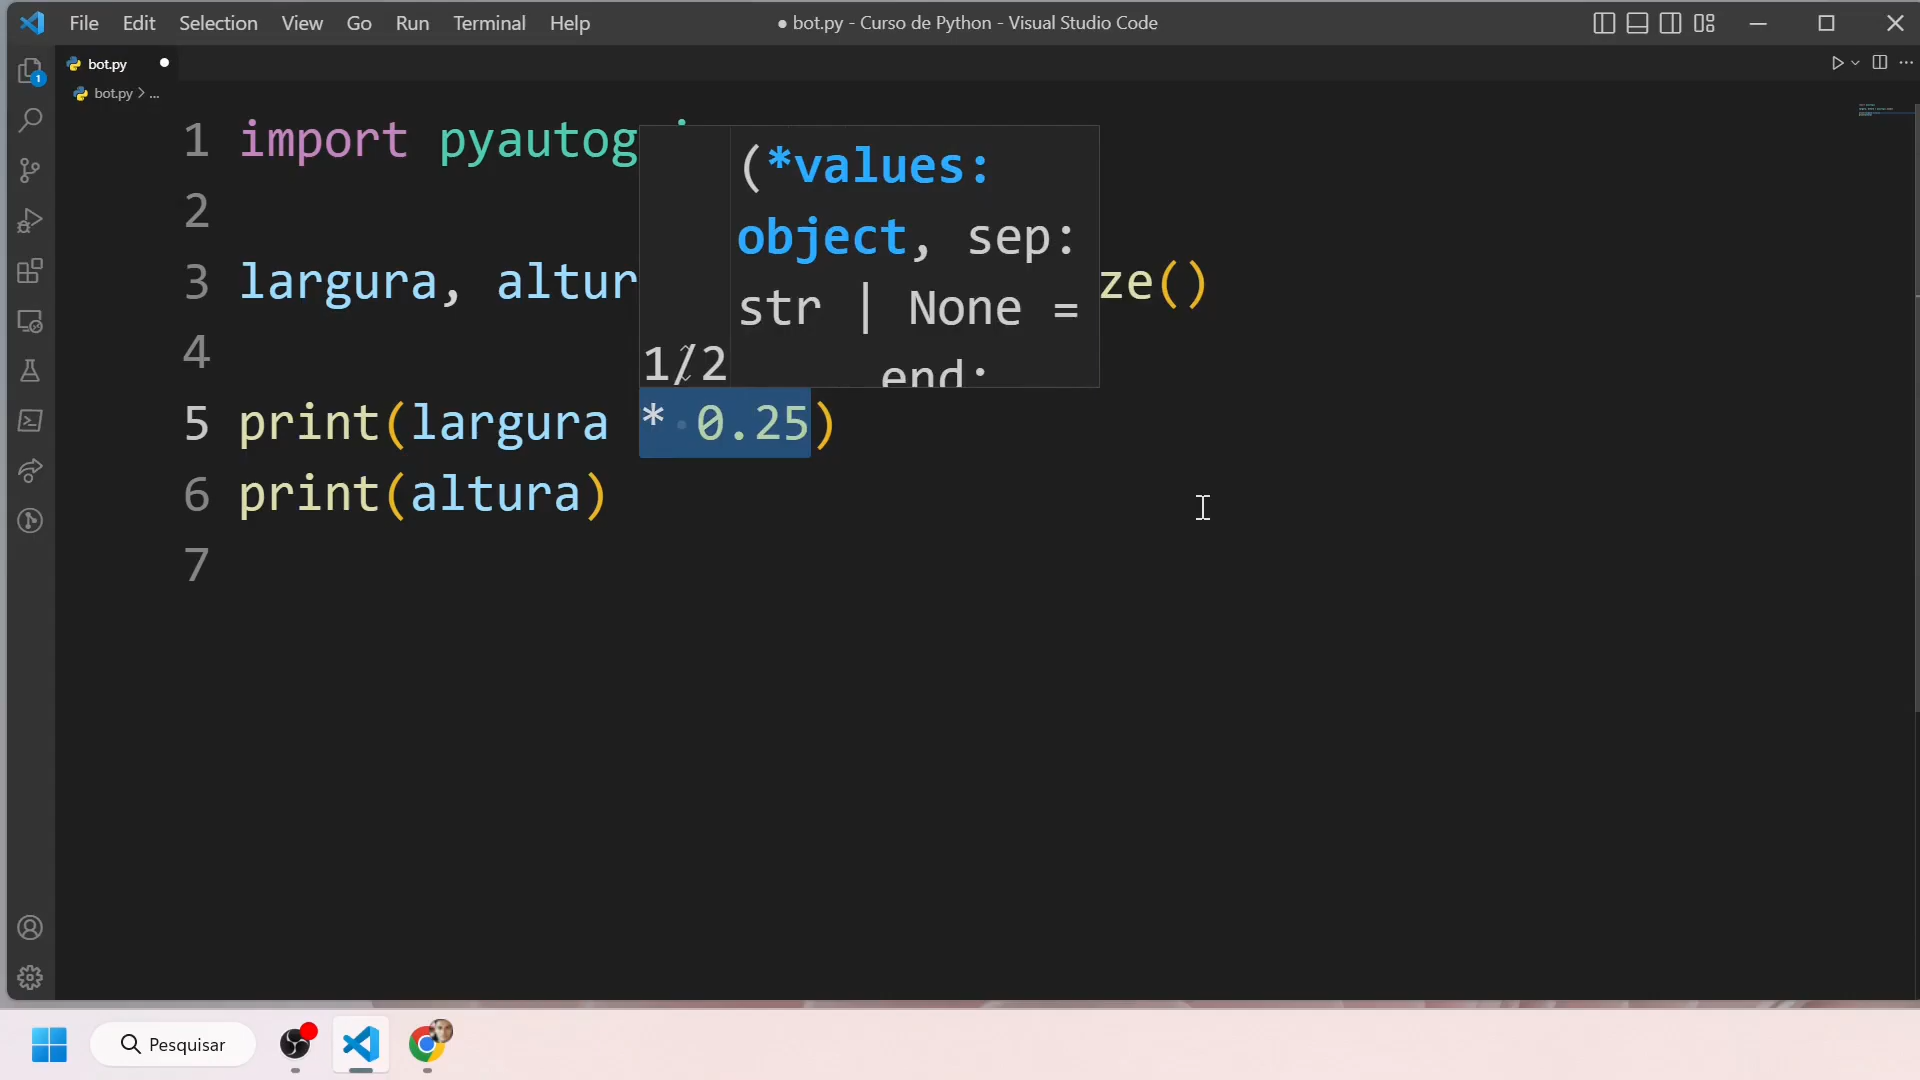 File Edit Selection View Go Run Terminal Help
● bot.py - Curso de Python - Visual Studio Code
bot.py
bot.py > ...
1
1 import pyautog
2
3 largura, altur ze()
4
5 print(largura * 0.25)
6 print(altura)
7
(*values:
object, sep:
str | None =
end:
1/2
Pesquisar